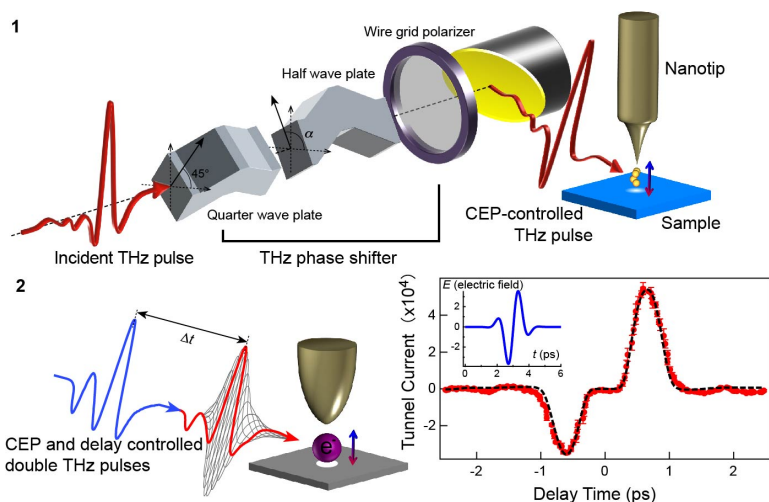 1
Wire grid polarizer
Half wave plate
Nanotip
α
45°
Quarter wave plate
CEP-controlled
THz pulse
Sample
Incident THz pulse
THz phase shifter
2
Δt
e-
CEP and delay controlled
double THz pulses
Tunnel Current (x10⁴)
4
2
0
-2
E (electric field)
2
0
-2
0 2 4 6
t (ps)
-2 -1 0 1 2
Delay Time (ps)